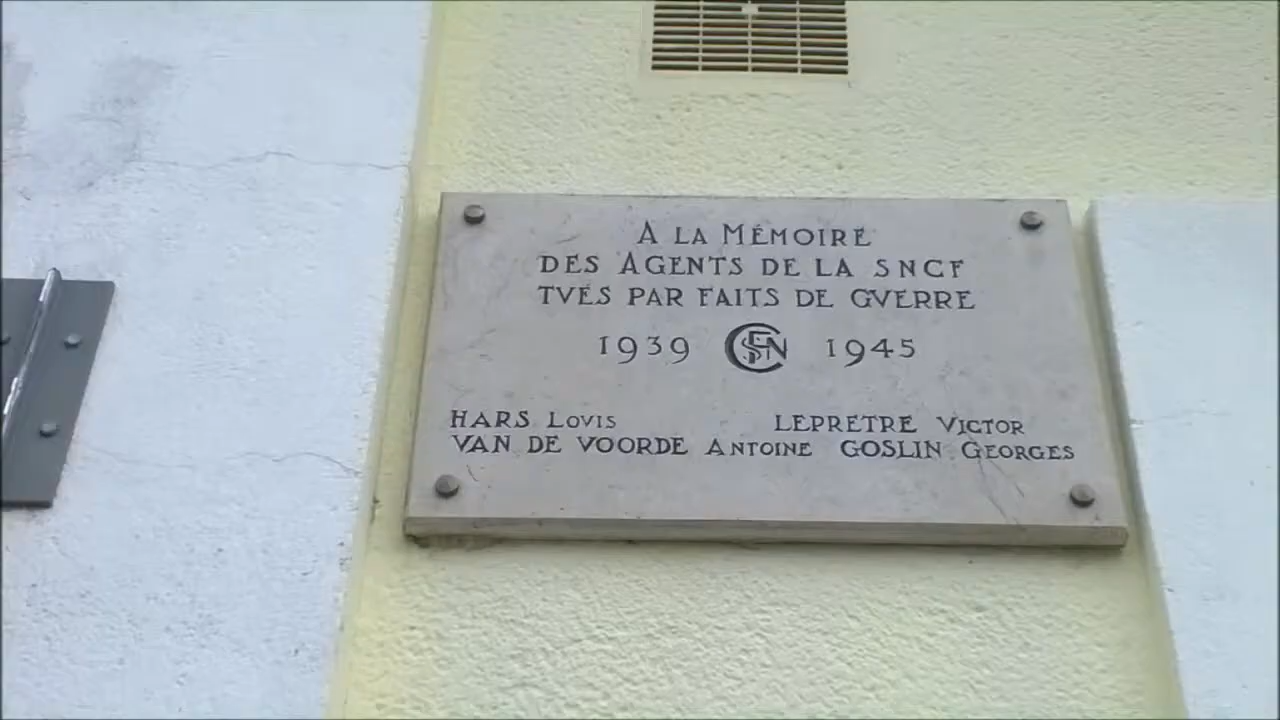 A LA MÉMOIRE
DES AGENTS DE LA SNCF
TVÉS PAR FAITS DE GVERRE
1939 SNCF 1945
HARS LOVIS LEPRETRE VICTOR
VAN DE VOORDE ANTOINE GOSLIN GEORGES